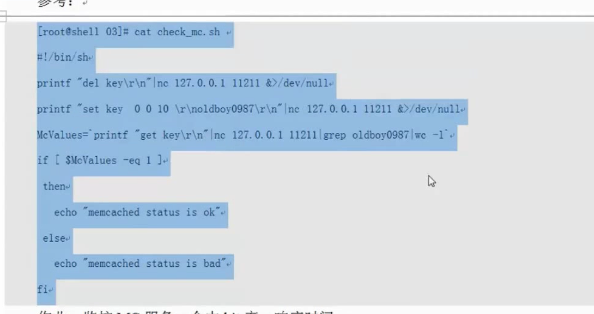 参考：
[root@shell 03]# cat check_mc.sh
#!/bin/sh
printf "del key\r\n"|nc 127.0.0.1 11211 &>/dev/null
printf "set key  0 0 10 \r\noldboy0987\r\n"|nc 127.0.0.1 11211 &>/dev/null
McValues=`printf "get key\r\n"|nc 127.0.0.1 11211|grep oldboy0987|wc -l`
if [ $McValues -eq 1 ]
then
echo "memcached status is ok"
else
echo "memcached status is bad"
fi